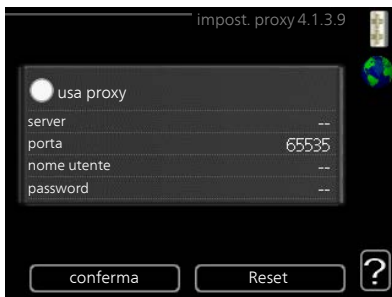 impost. proxy 4.1.3.9
usa proxy
server --
porta 65535
nome utente --
password --
conferma Reset
?